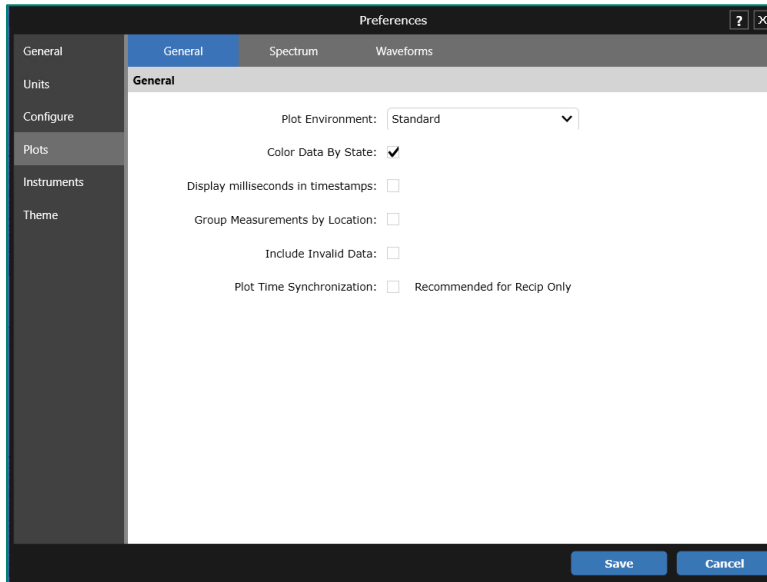 Preferences
? X
General
Units
Configure
Plots
Instruments
Theme
General Spectrum Waveforms
General
Plot Environment: Standard
Color Data By State:
Display milliseconds in timestamps:
Group Measurements by Location:
Include Invalid Data:
Plot Time Synchronization: Recommended for Recip Only
Save Cancel